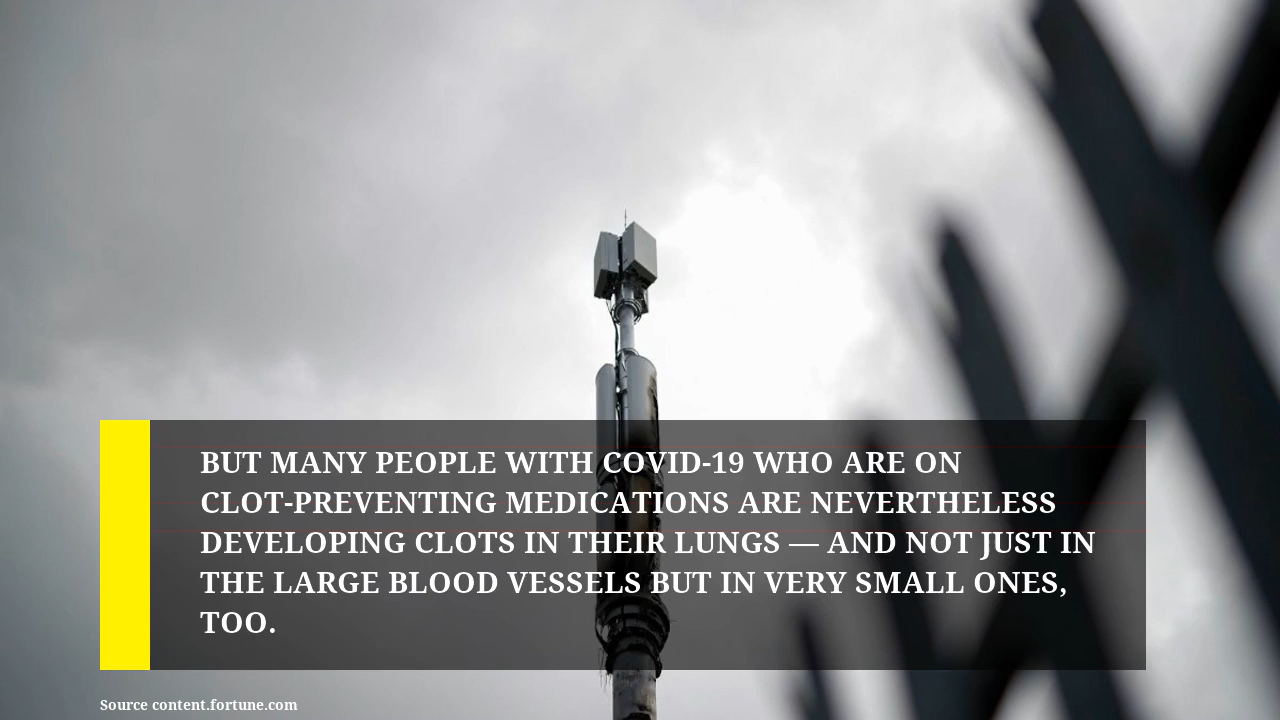 BUT MANY PEOPLE WITH COVID-19 WHO ARE ON
CLOT-PREVENTING MEDICATIONS ARE NEVERTHELESS
DEVELOPING CLOTS IN THEIR LUNGS — AND NOT JUST IN
THE LARGE BLOOD VESSELS BUT IN VERY SMALL ONES,
TOO.
Source content.fortune.com